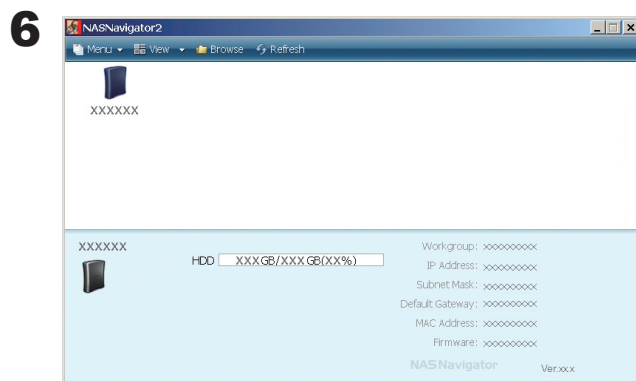 6
NASNavigator2
Menu View Browse Refresh
XXXXXX
XXXXXX
HDD XXXGB/XXXGB(XX%)
Workgroup: xxxxxxxxx
IP Address: xxxxxxxxx
Subnet Mask: xxxxxxxxx
Default Gateway: xxxxxxxxx
MAC Address: xxxxxxxxx
Firmware: xxxxxxxxx
NASNavigator Ver.xx.x